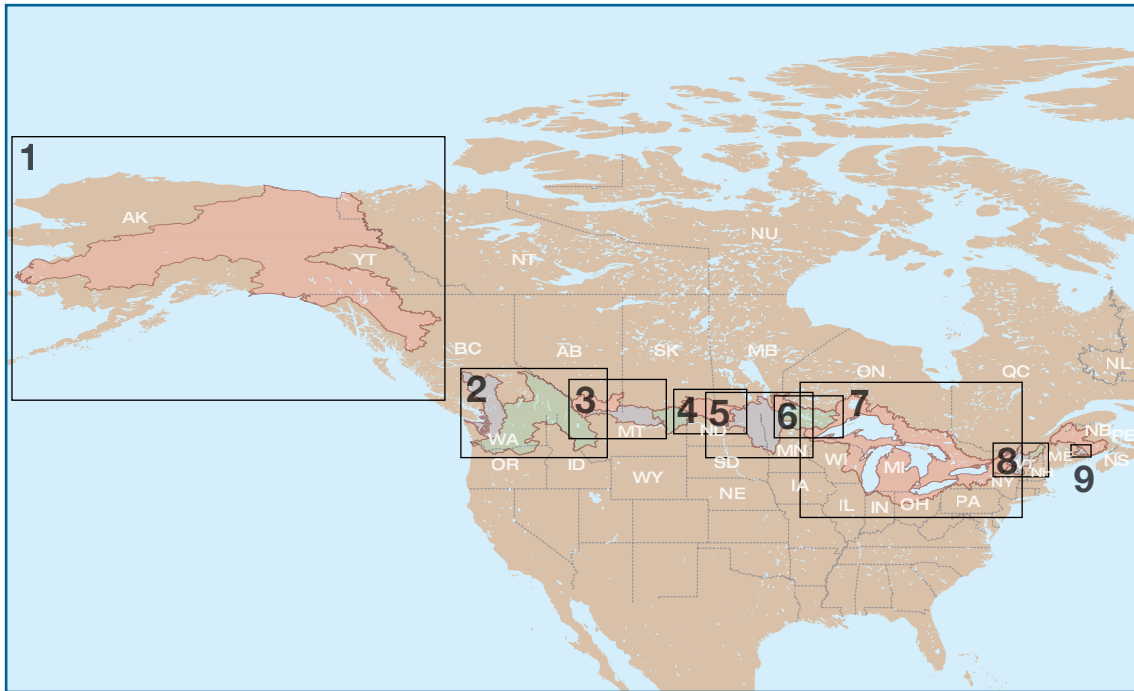 1
AK
YT
NT
NU
BC
AB
SK
MB
ON
QC
NL
2
3
4
5
6
7
8
9
WA
MT
ND
MN
WI
MI
NY
VT
NH
ME
NB
PE
NS
OR
ID
WY
SD
NE
IA
IL
IN
OH
PA